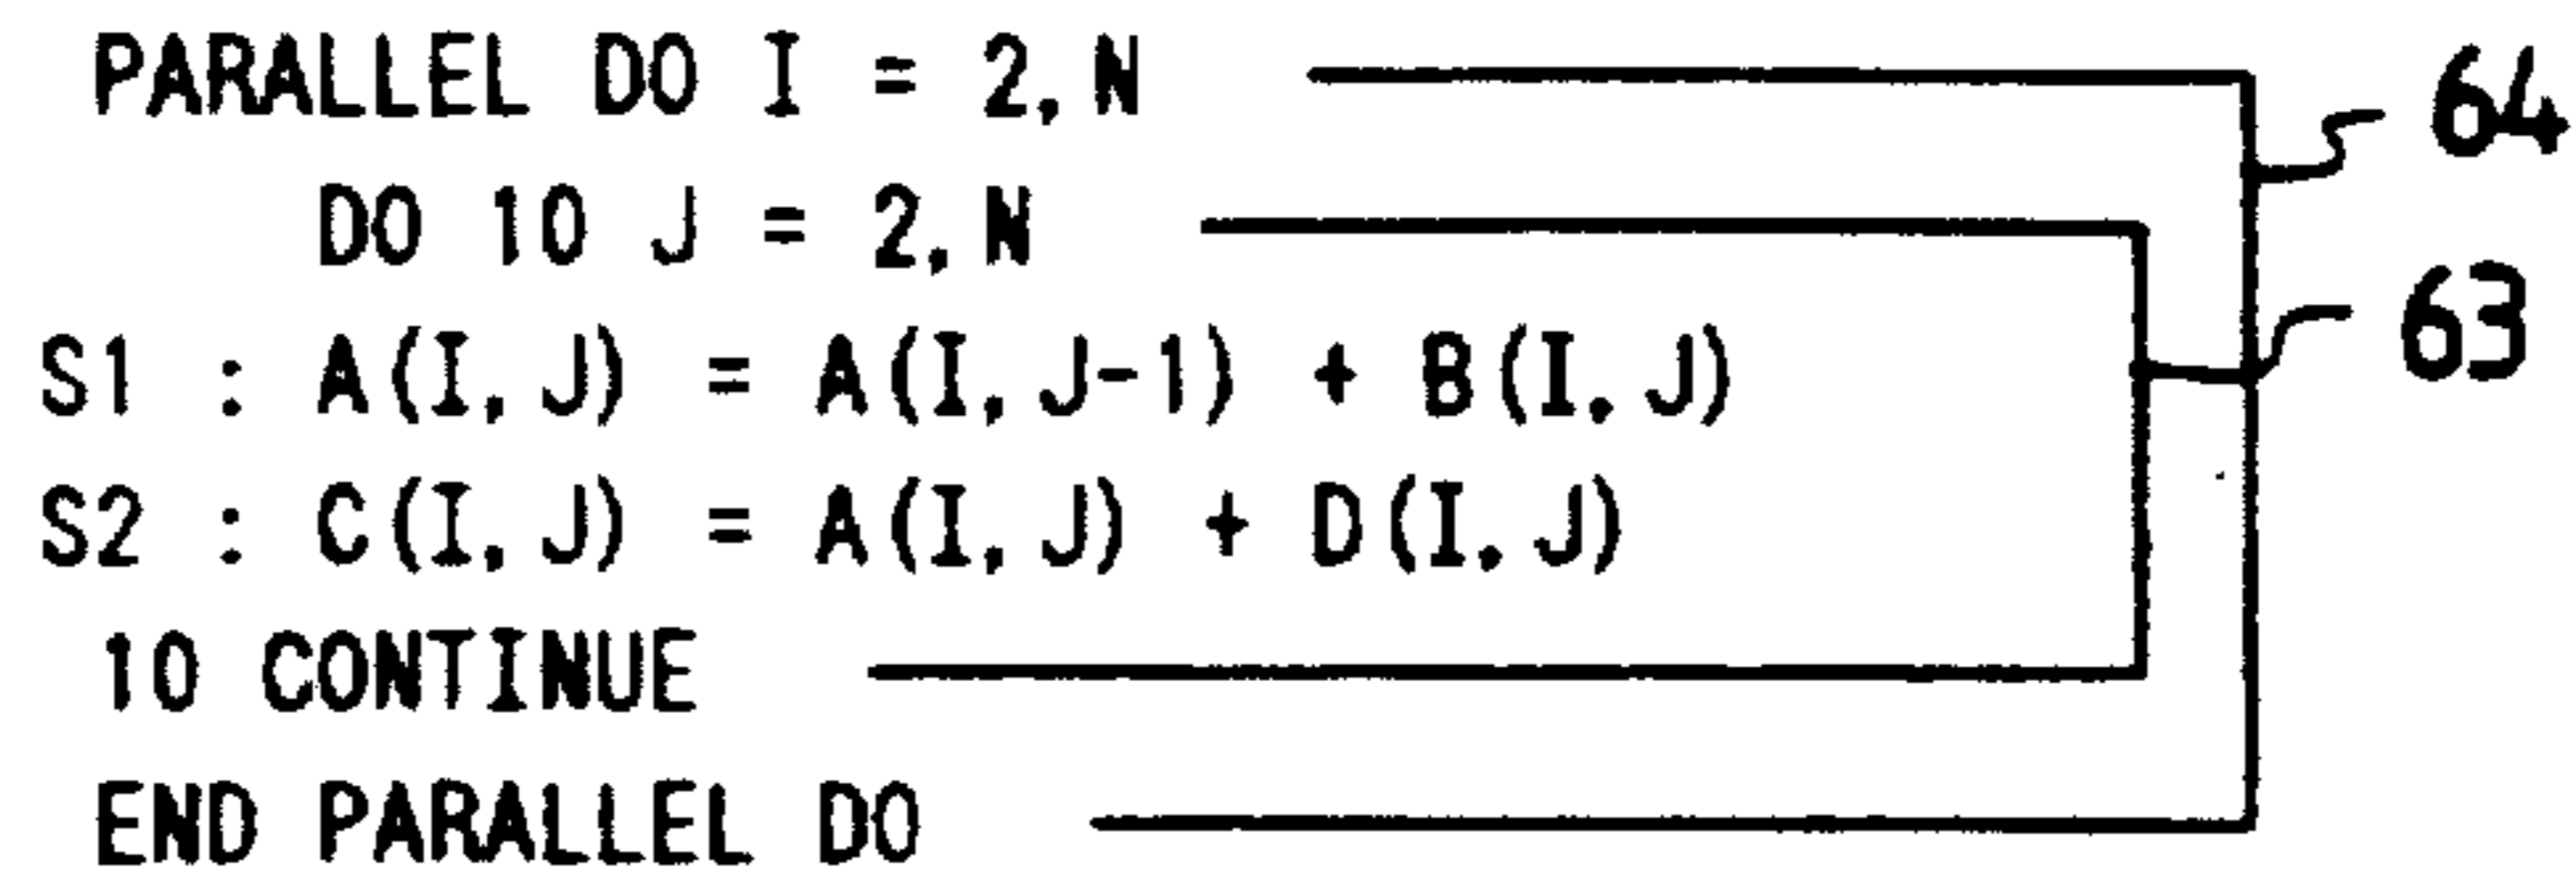 PARALLEL DO I = 2, N
64
DO 10 J = 2, N
63
S1 : A(I, J) = A(I, J-1) + B(I, J)
S2 : C(I, J) = A(I, J) + D(I, J)
10 CONTINUE
END PARALLEL DO